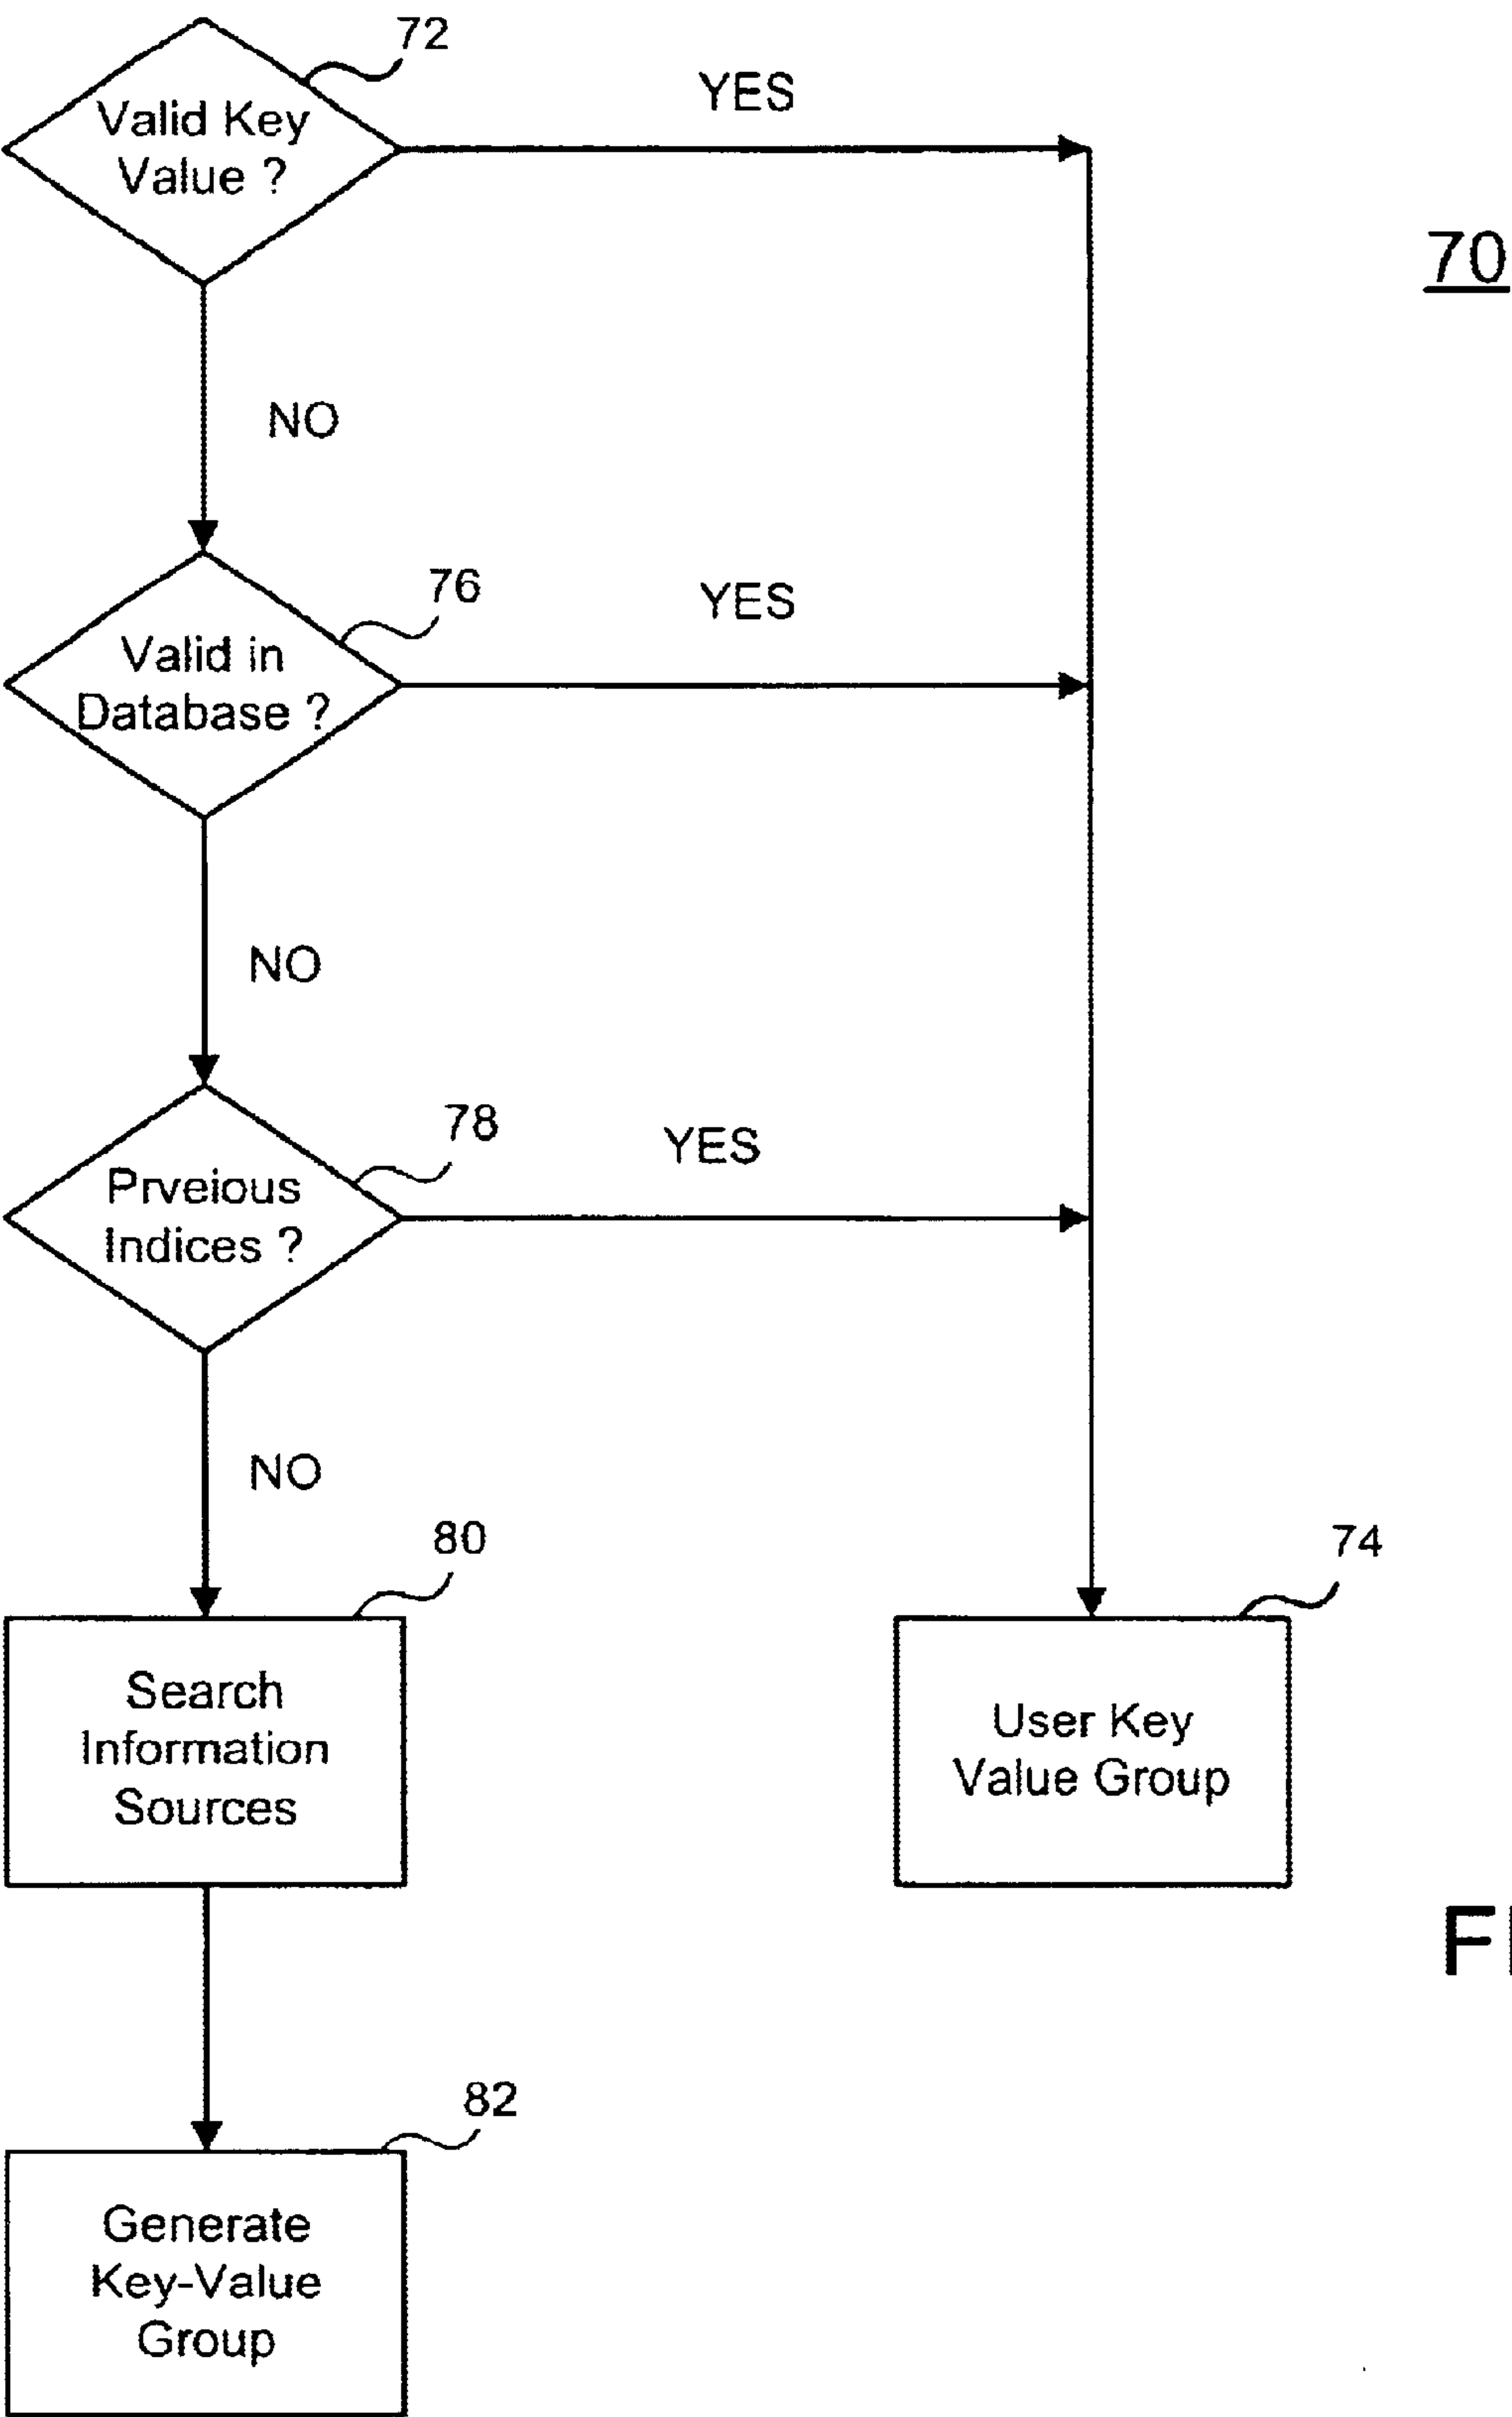 72
Valid Key
Value ?
YES
70
NO
76
Valid in
Database ?
YES
NO
78
Prveious
Indices ?
YES
NO
80
Search
Information
Sources
74
User Key
Value Group
82
Generate
Key-Value
Group